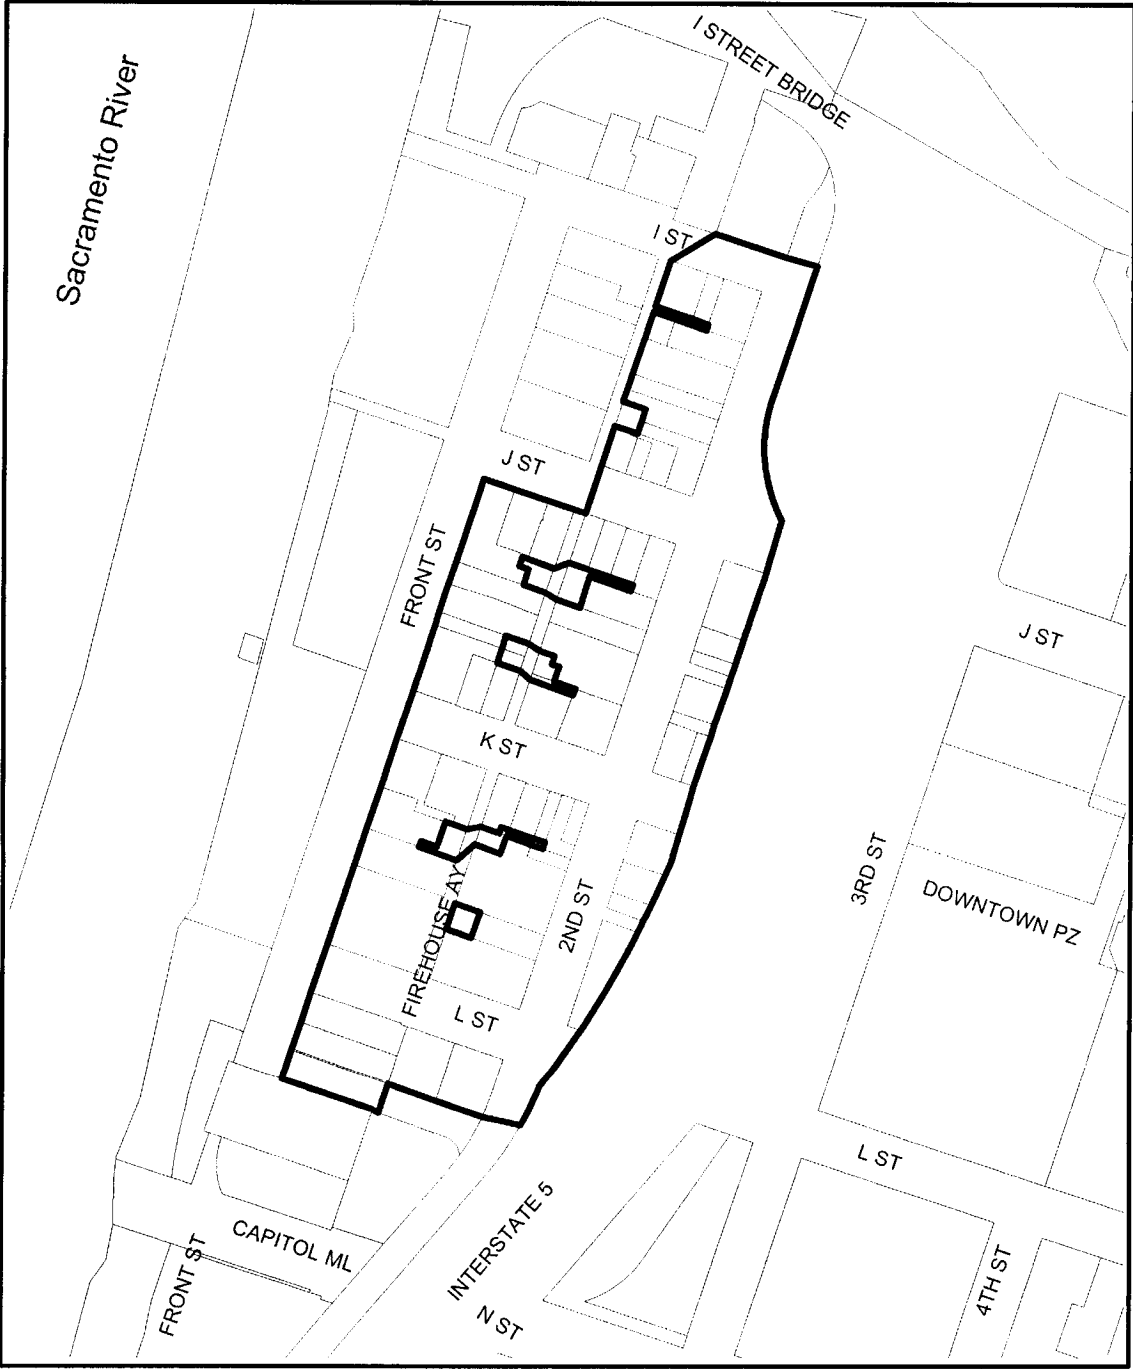 Sacramento River
I STREET BRIDGE
I ST
J ST
FRONT ST
J ST
K ST
3RD ST
DOWNTOWN PZ
2ND ST
FIREHOUSE AY
L ST
L ST
INTERSTATE 5
CAPITOL ML
FRONT ST
N ST
4TH ST